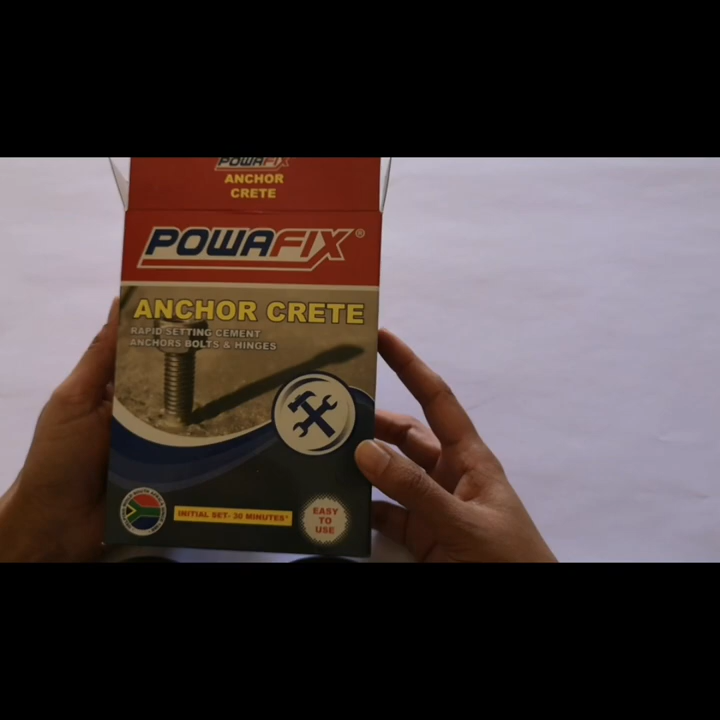 POWAFIX
ANCHOR
CRETE
POWAFIX®
ANCHOR CRETE
RAPID SETTING CEMENT
ANCHORS BOLTS & HINGES
INITIAL SET- 30 MINUTES*
EASY
TO
USE